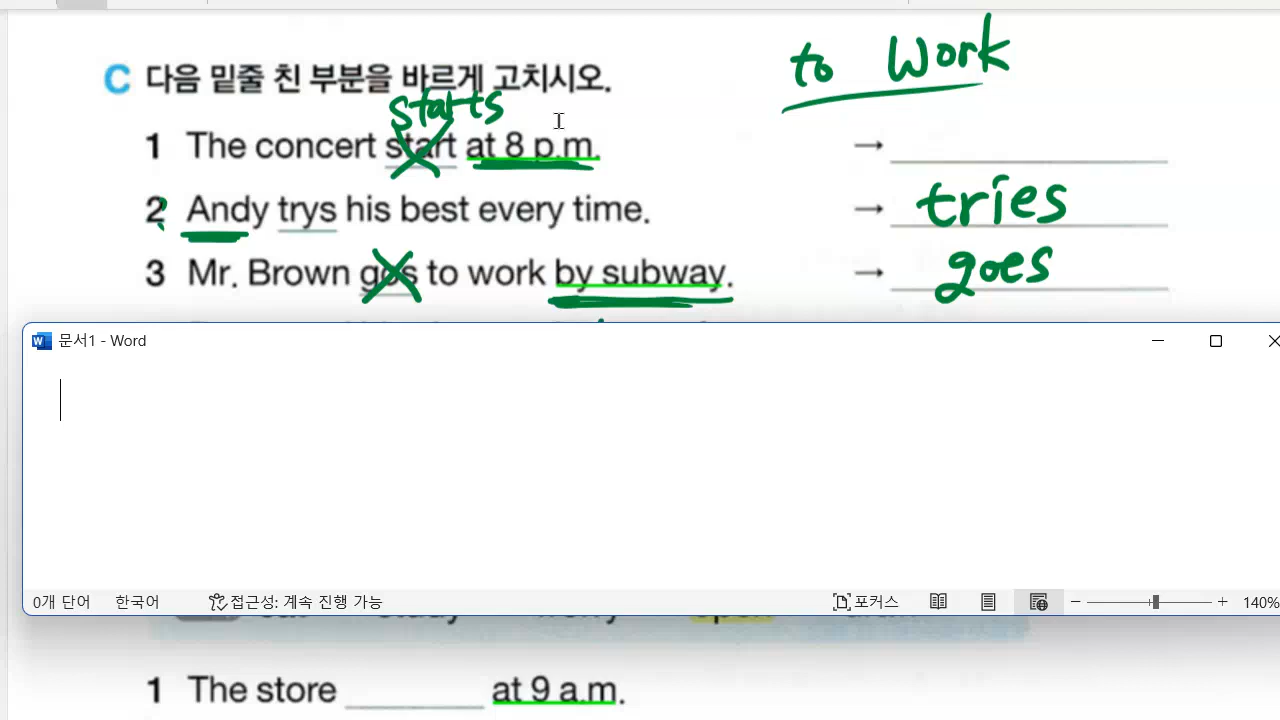 to Work
C 다음 밑줄 친 부분을 바르게 고치시오.
starts
1 The concert start at 8 p.m. →
2 Andy trys his best every time. → tries
3 Mr. Brown gos to work by subway. → goes
문서1 - Word
0개 단어 한국어 접근성: 계속 진행 가능 포커스 140%
1 The store ________ at 9 a.m.